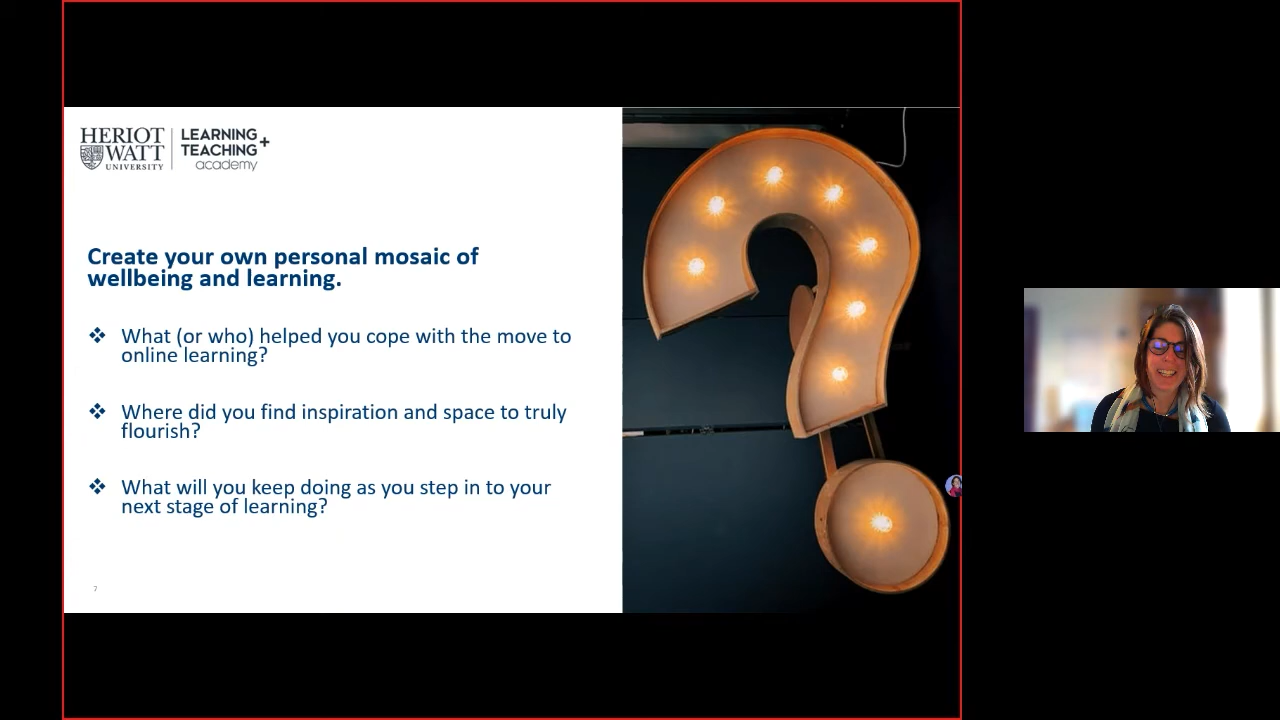 HERIOT
WATT
UNIVERSITY
LEARNING
TEACHING+
academy
Create your own personal mosaic of
wellbeing and learning.
❖ What (or who) helped you cope with the move to
online learning?
❖ Where did you find inspiration and space to truly
flourish?
❖ What will you keep doing as you step in to your
next stage of learning?
7